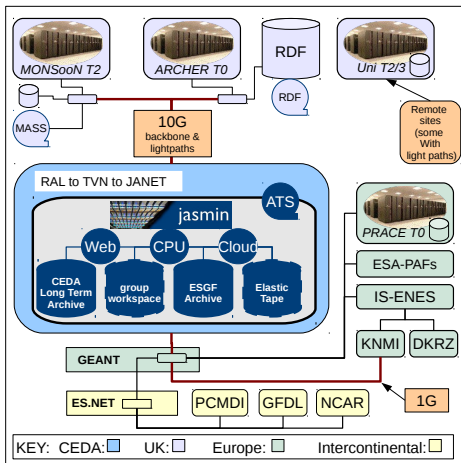 MONSooN T2
ARCHER T0
RDF
Uni T2/3
MASS
RDF
10G
backbone &
lightpaths
Remote
sites
(some
With
light paths)
RAL to TVN to JANET
ATS
jasmin
Web
CPU
Cloud
CEDA
Long Term
Archive
group
workspace
ESGF
Archive
Elastic
Tape
PRACE T0
ESA-PAFs
IS-ENES
KNMI
DKRZ
GEANT
ES.NET
PCMDI
GFDL
NCAR
1G
KEY: CEDA: UK: Europe: Intercontinental: